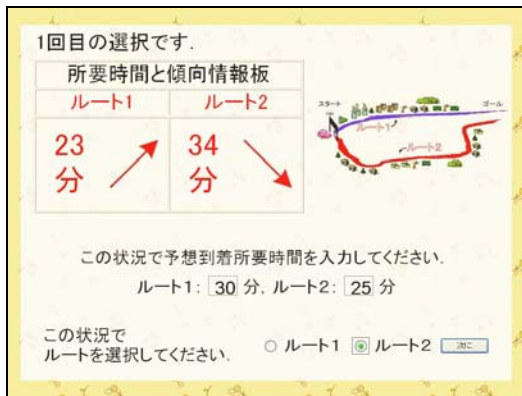 1回目の選択です.
所要時間と傾向情報板
ルート1 ルート2
23分 34分
スタート ゴール
ルート1
ルート2
この状況で予想到着所要時間を入力してください.
ルート1: 30 分, ルート2: 25 分
この状況で
ルートを選択してください. ルート1 ルート2 次に